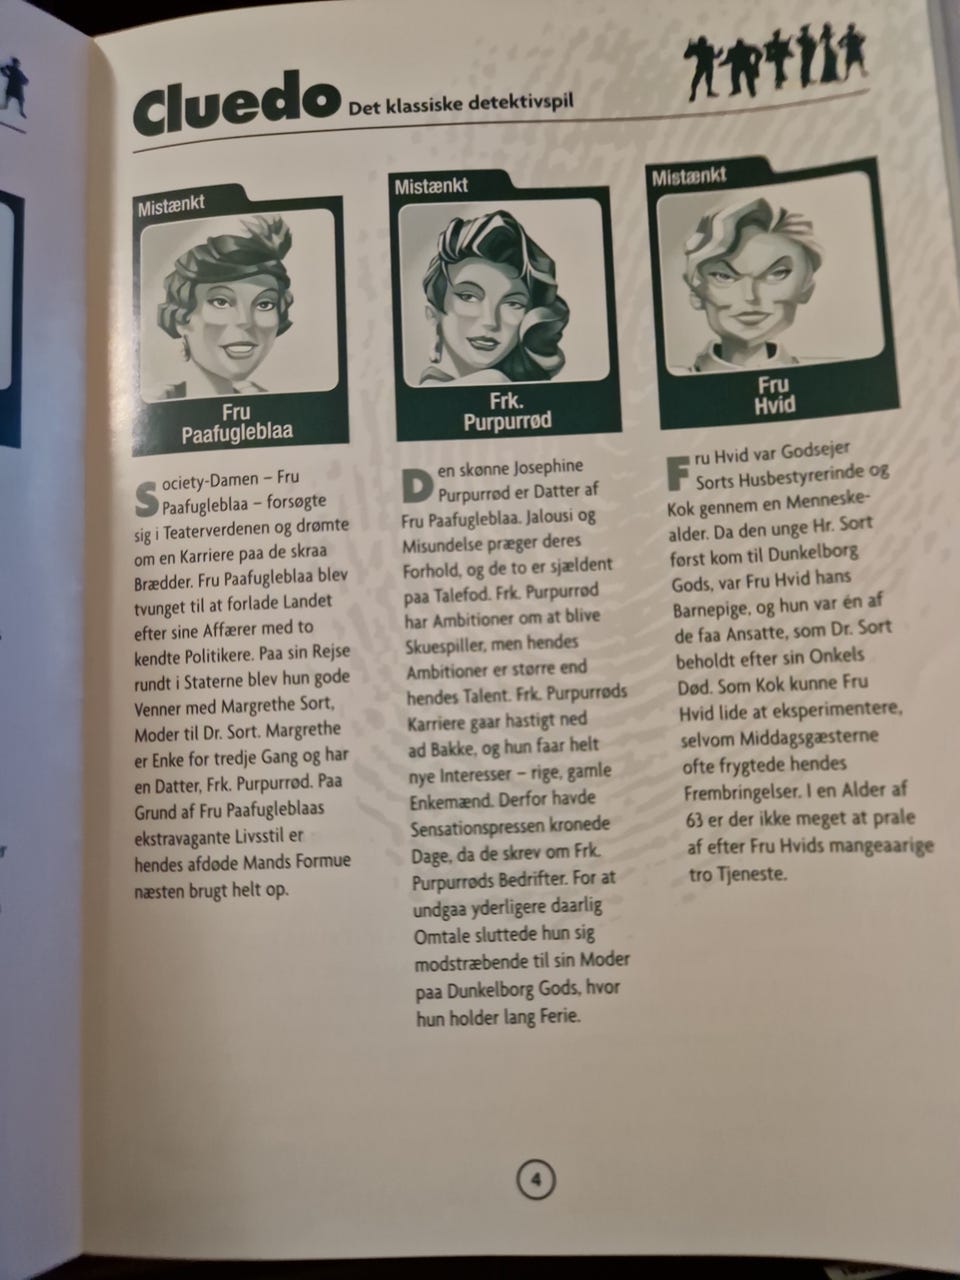 Cluedo Det klassiske detektivspil
Mistænkt
Fru
Paafugleblaa
Society-Damen – Fru
Paafugleblaa – forsøgte
sig i Teaterverdenen og drømte
om en Karriere paa de skraa
Brædder. Fru Paafugleblaa blev
tvunget til at forlade Landet
efter sine Affærer med to
kendte Politikere. Paa sin Rejse
rundt i Staterne blev hun gode
Venner med Margrethe Sort,
Moder til Dr. Sort. Margrethe
er Enke for tredje Gang og har
en Datter, Frk. Purpurrød. Paa
Grund af Fru Paafugleblaas
ekstravagante Livsstil er
hendes afdøde Mands Formue
næsten brugt helt op.
Mistænkt
Frk.
Purpurrød
Den skønne Josephine
Purpurrød er Datter af
Fru Paafugleblaa. Jalousi og
Misundelse præger deres
Forhold, og de to er sjældent
paa Talefod. Frk. Purpurrød
har Ambitioner om at blive
Skuespiller, men hendes
Ambitioner er større end
hendes Talent. Frk. Purpurrøds
Karriere gaar hastigt ned
ad Bakke, og hun faar helt
nye Interesser – rige, gamle
Enkemænd. Derfor havde
Sensationspressen kronede
Dage, da de skrev om Frk.
Purpurrøds Bedrifter. For at
undgaa yderligere daarlig
Omtale sluttede hun sig
modstræbende til sin Moder
paa Dunkelborg Gods, hvor
hun holder lang Ferie.
Mistænkt
Fru
Hvid
Fru Hvid var Godsejer
Sorts Husbestyrerinde og
Kok gennem en Menneske-
alder. Da den unge Hr. Sort
først kom til Dunkelborg
Gods, var Fru Hvid hans
Barnepige, og hun var én af
de faa Ansatte, som Dr. Sort
beholdt efter sin Onkels
Død. Som Kok kunne Fru
Hvid lide at eksperimentere,
selvom Middagsgæsterne
ofte frygtede hendes
Frembringelser. I en Alder af
63 er der ikke meget at prale
af efter Fru Hvids mangeaarige
tro Tjeneste.
4